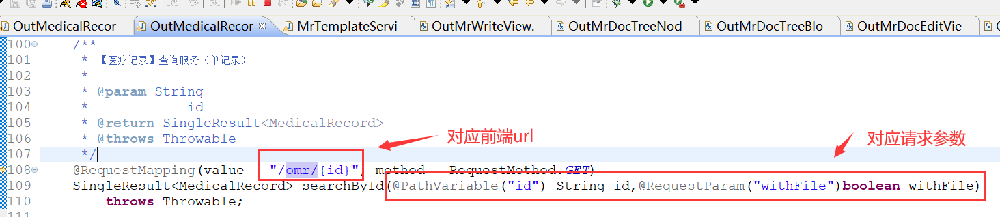 OutMedicalRecor
OutMedicalRecor
MrTemplateServi
OutMrWriteView.
OutMrDocTreeNod
OutMrDocTreeBlo
OutMrDocEditVie
100 /**
101 * 【医疗记录】查询服务（单记录）
102 *
103 * @param String
104 * id
105 * @return SingleResult<MedicalRecord>
106 * @throws Throwable
107 */
对应前端url
对应请求参数
108 @RequestMapping(value = "/omr/{id}", method = RequestMethod.GET)
109 SingleResult<MedicalRecord> searchById(@PathVariable("id") String id,@RequestParam("withFile")boolean withFile)
110 throws Throwable;
111